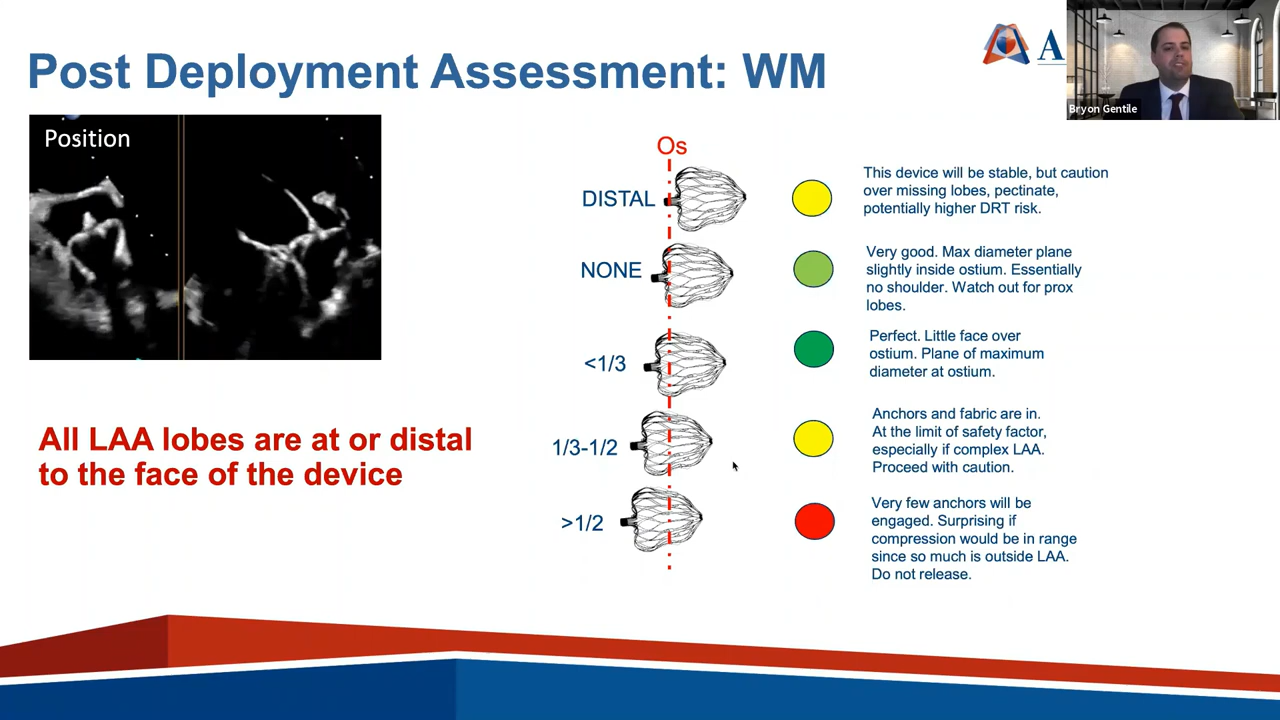 Post Deployment Assessment: WM
A
Bryon Gentile
Position
Os
DISTAL
This device will be stable, but caution
over missing lobes, pectinate,
potentially higher DRT risk.
NONE
Very good. Max diameter plane
slightly inside ostium. Essentially
no shoulder. Watch out for prox
lobes.
<1/3
Perfect. Little face over
ostium. Plane of maximum
diameter at ostium.
1/3-1/2
Anchors and fabric are in.
At the limit of safety factor,
especially if complex LAA.
Proceed with caution.
>1/2
Very few anchors will be
engaged. Surprising if
compression would be in range
since so much is outside LAA.
Do not release.
All LAA lobes are at or distal
to the face of the device